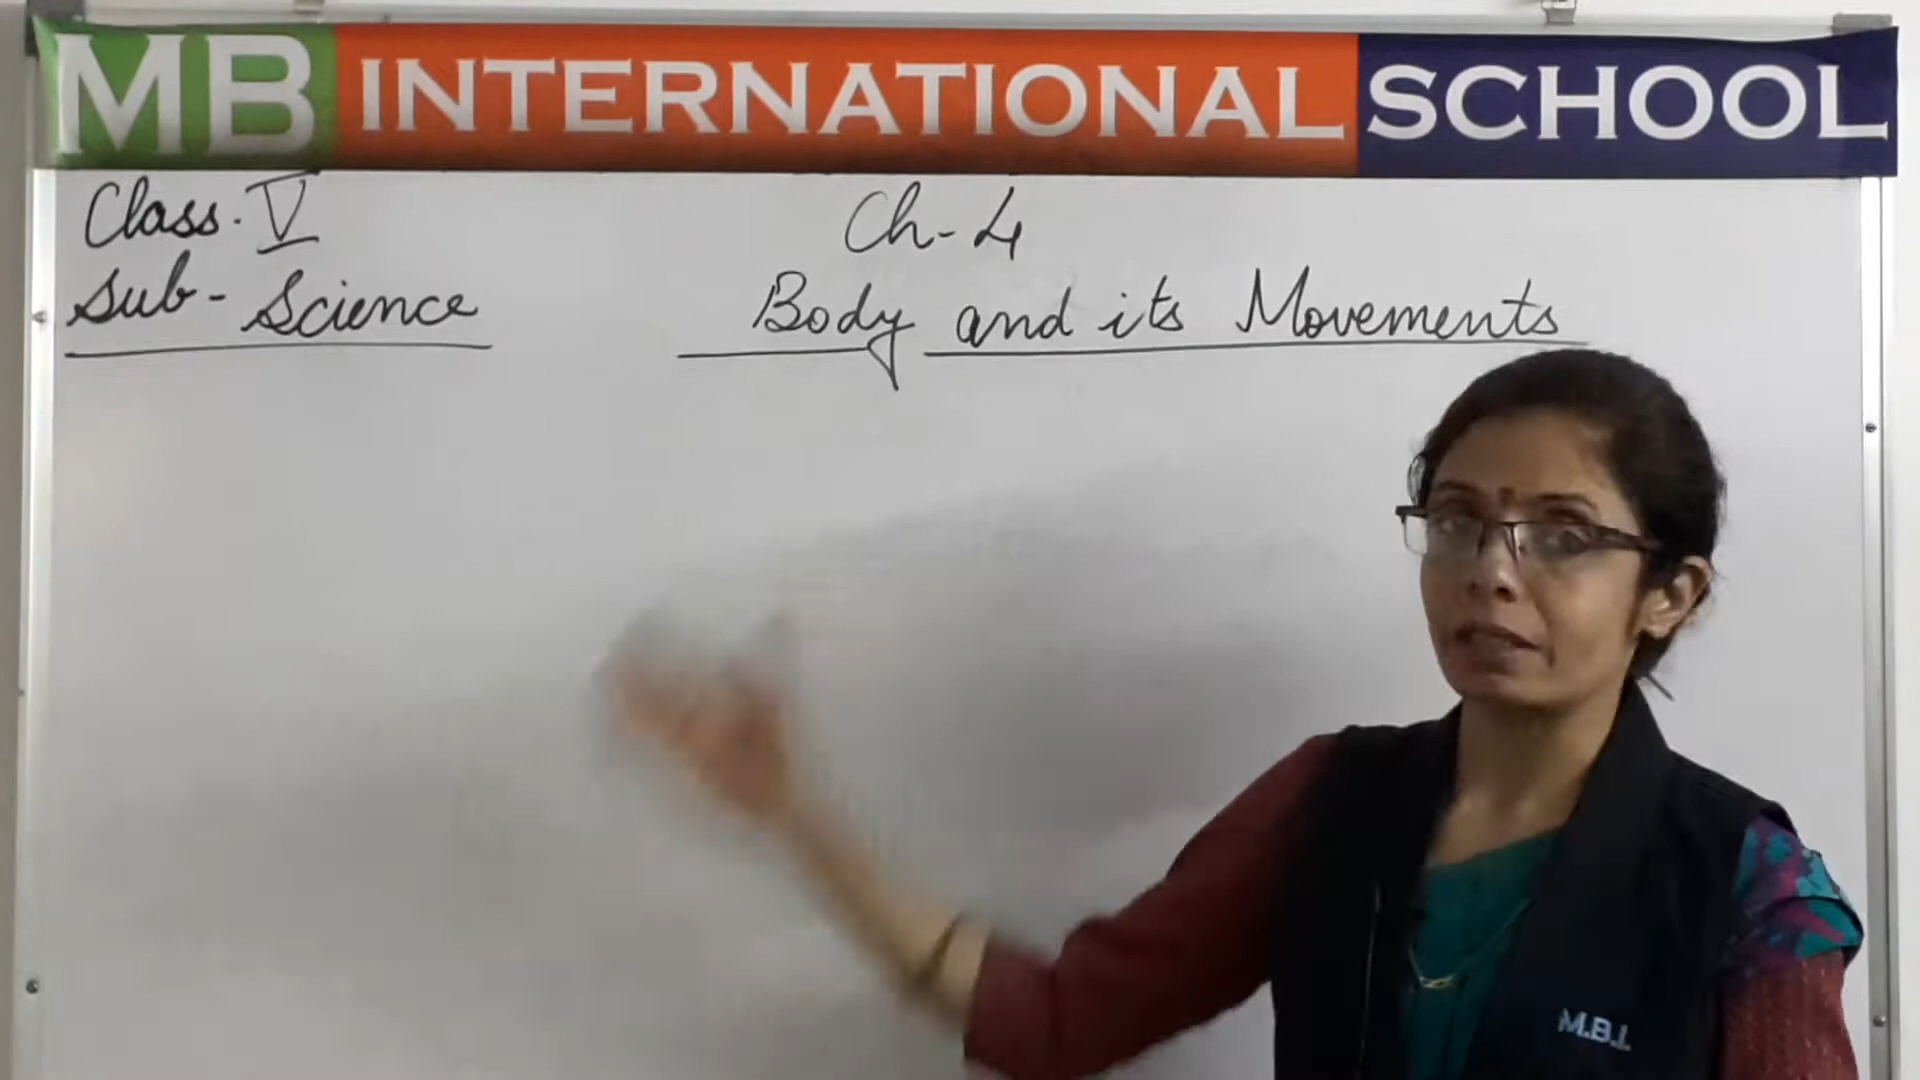 MB INTERNATIONAL SCHOOL
Class. V
Sub - Science
Ch - 4
Body and its Movements
M.B.I.